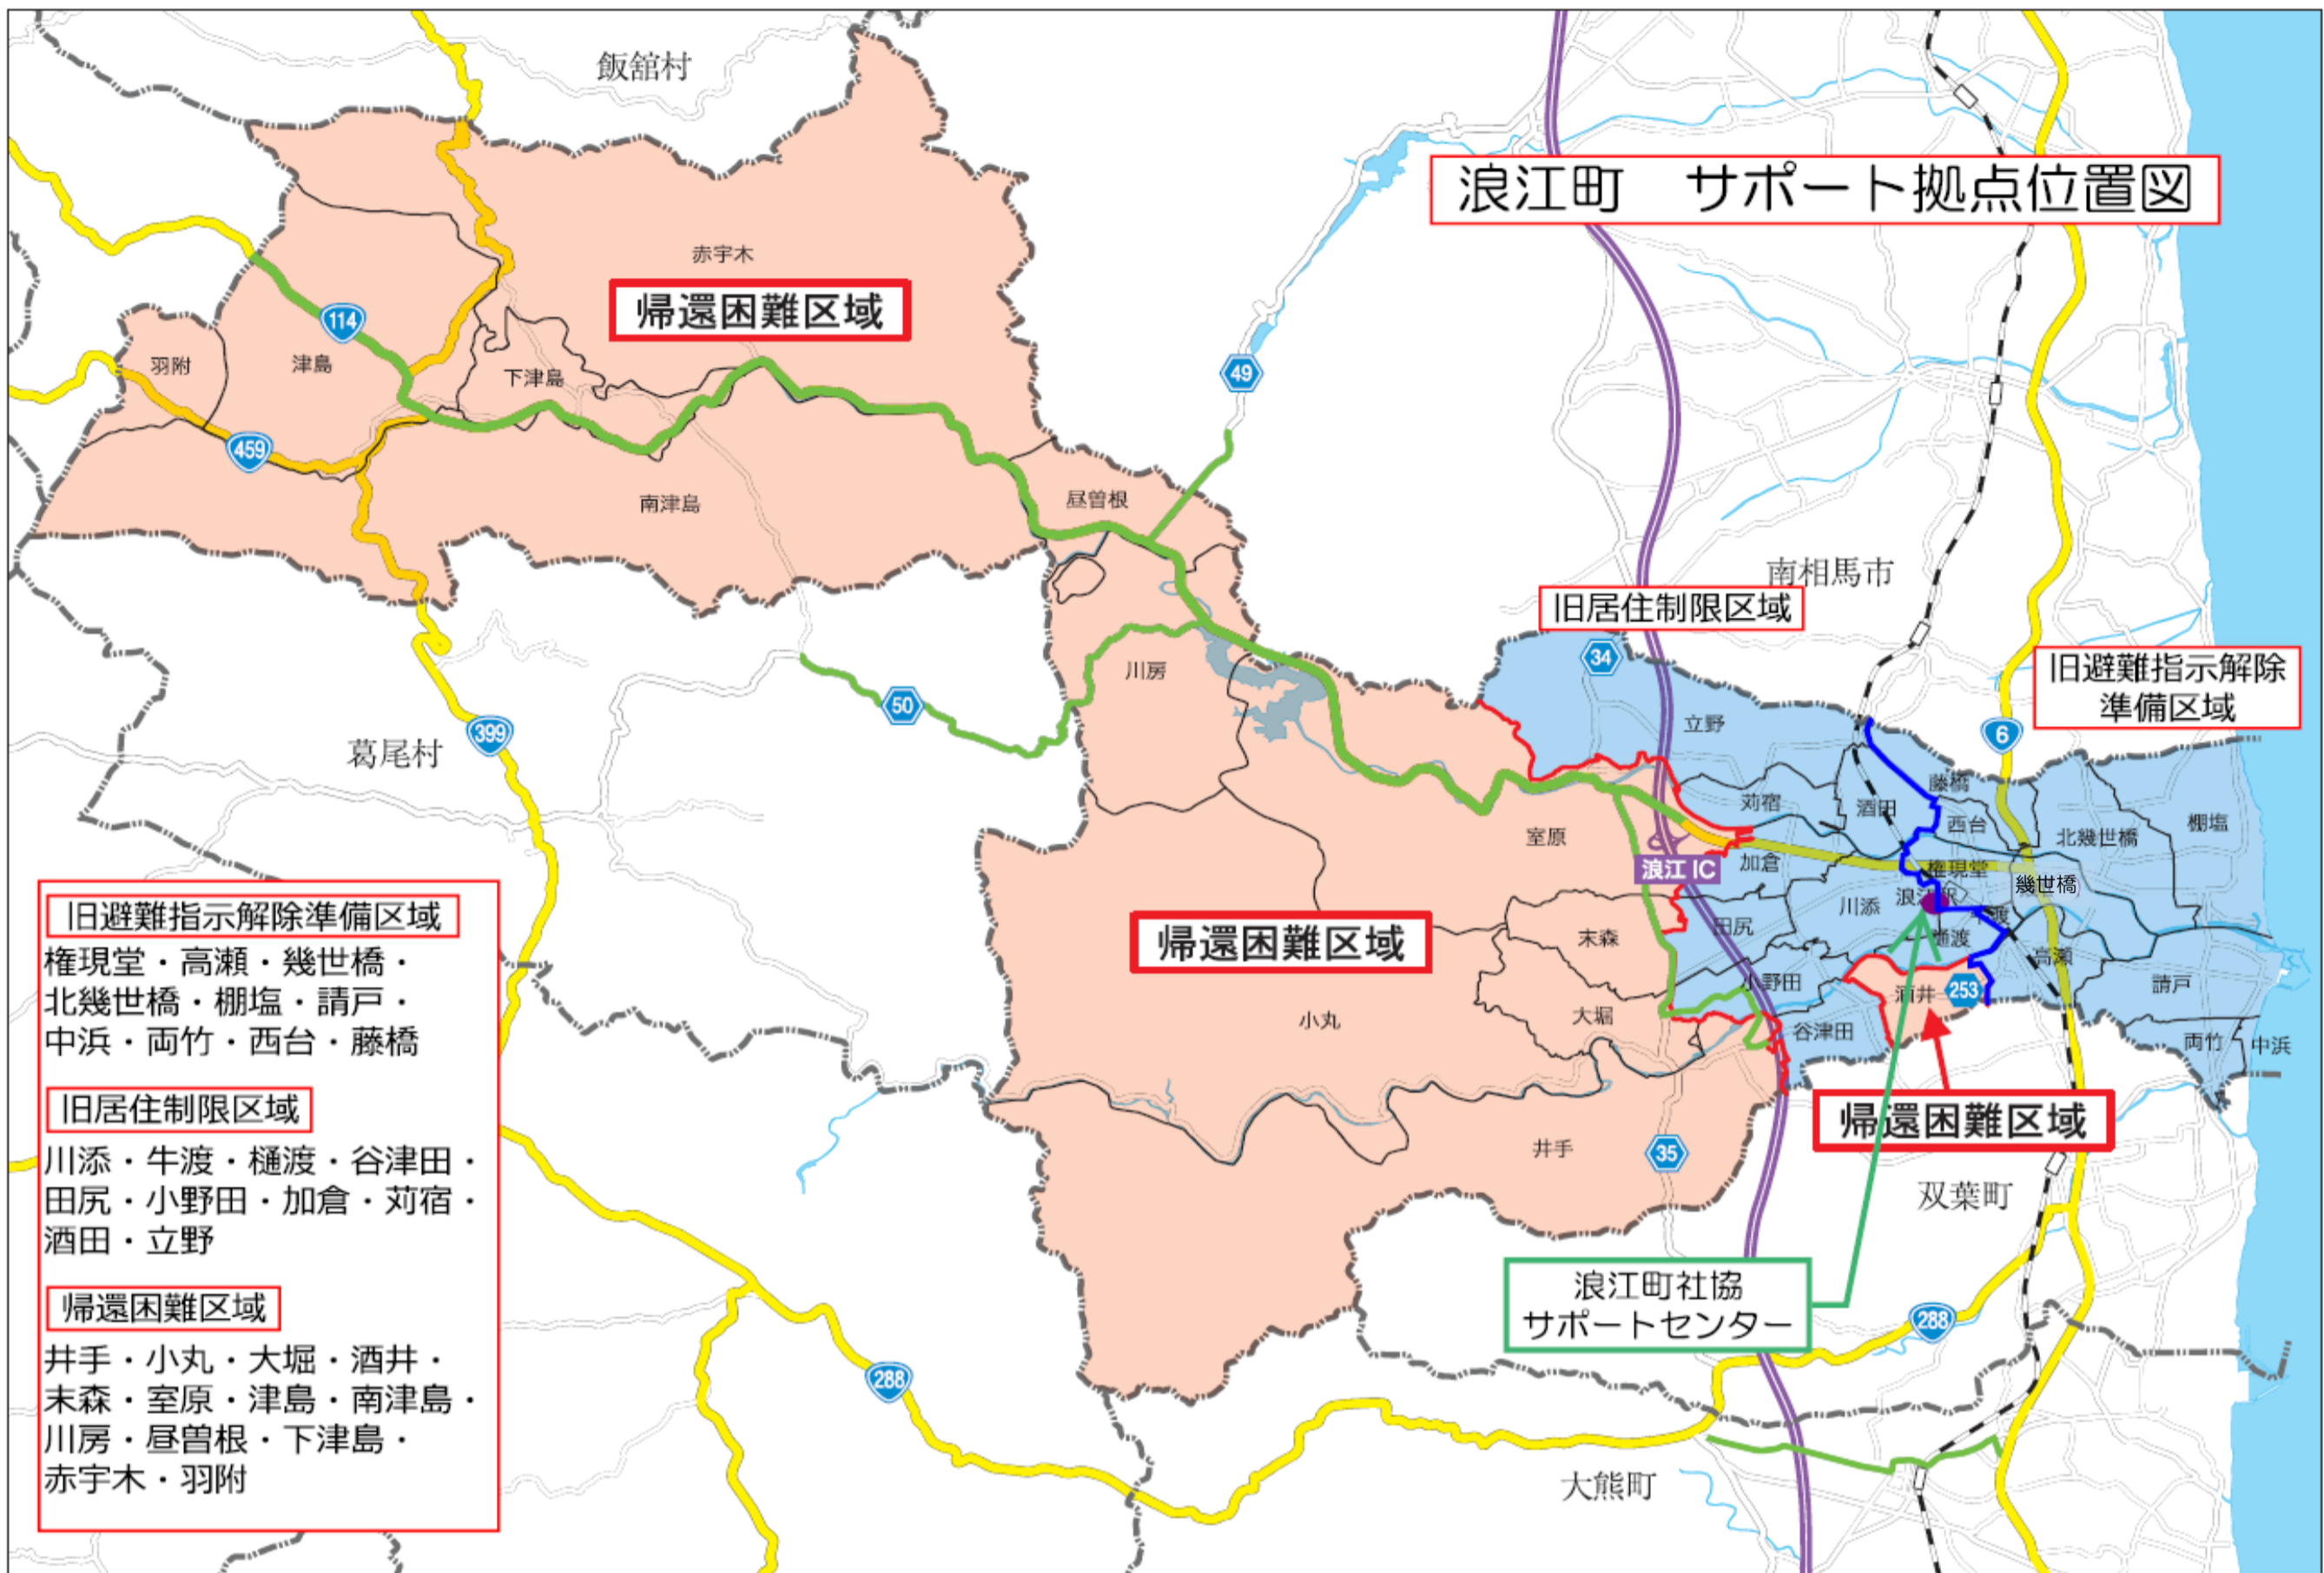 飯舘村
浪江町　サポート拠点位置図
赤宇木
帰還困難区域
114
羽附
津島
下津島
49
459
南津島
昼曽根
南相馬市
旧居住制限区域
34
旧避難指示解除
準備区域
川房
50
399
葛尾村
立野
6
藤橋
苅宿
酒田
西台
北幾世橋
棚塩
室原
浪江 IC
加倉
権現堂
幾世橋
川添
帰還困難区域
末森
田尻
樋渡
高瀬
小野田
酒井
253
請戸
小丸
大堀
谷津田
両竹
中浜
帰還困難区域
井手
35
双葉町
浪江町社協
サポートセンター
288
288
大熊町
旧避難指示解除準備区域
権現堂・高瀬・幾世橋・
北幾世橋・棚塩・請戸・
中浜・両竹・西台・藤橋
旧居住制限区域
川添・牛渡・樋渡・谷津田・
田尻・小野田・加倉・苅宿・
酒田・立野
帰還困難区域
井手・小丸・大堀・酒井・
末森・室原・津島・南津島・
川房・昼曽根・下津島・
赤宇木・羽附